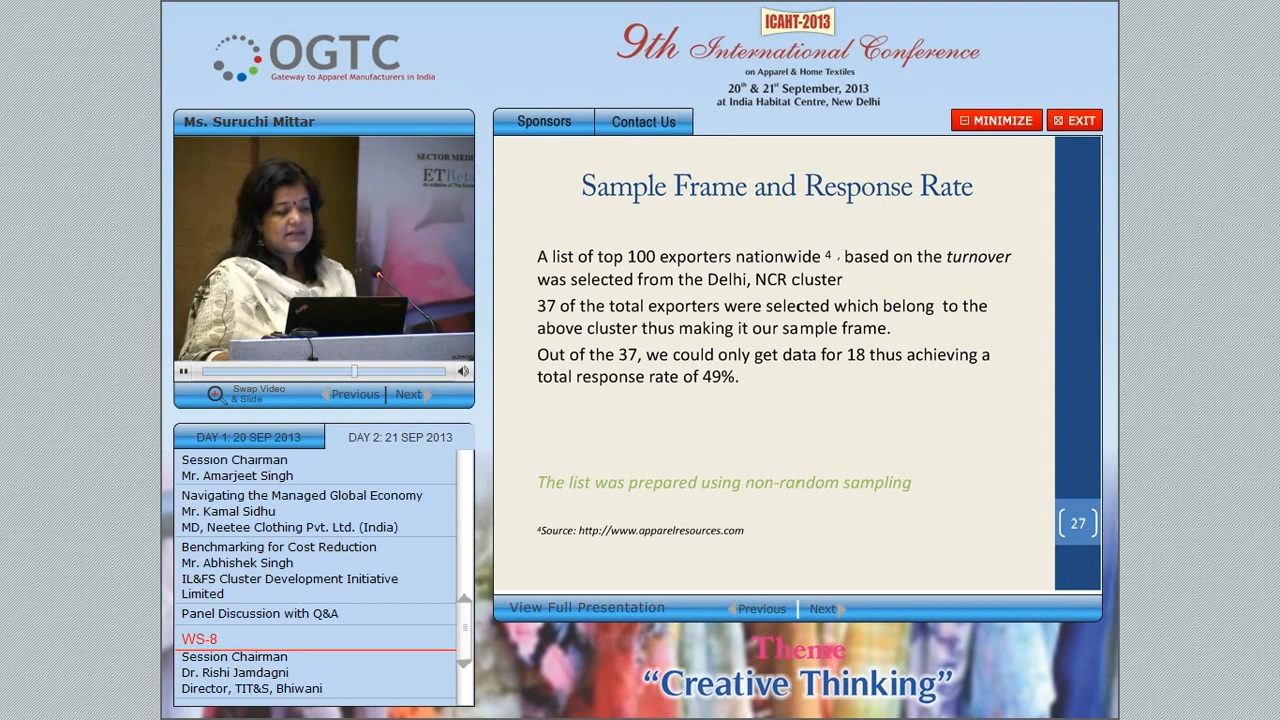 OGTC
Gateway to Apparel Manufacturers in India
ICAHT-2013
9th International Conference
on Apparel & Home Textiles
20th & 21st September, 2013
at India Habitat Centre, New Delhi
Ms. Suruchi Mittar
SECTOR MEDI
ETReta
Swap Video
& Slide
Previous
Next
DAY 1: 20 SEP 2013
DAY 2: 21 SEP 2013
Session Chairman
Mr. Amarjeet Singh
Navigating the Managed Global Economy
Mr. Kamal Sidhu
MD, Neetee Clothing Pvt. Ltd. (India)
Benchmarking for Cost Reduction
Mr. Abhishek Singh
IL&FS Cluster Development Initiative
Limited
Panel Discussion with Q&A
WS-8
Session Chairman
Dr. Rishi Jamdagni
Director, TIT&S, Bhiwani
Sponsors
Contact Us
MINIMIZE
EXIT
Sample Frame and Response Rate
A list of top 100 exporters nationwide 4 , based on the turnover
was selected from the Delhi, NCR cluster
37 of the total exporters were selected which belong to the
above cluster thus making it our sample frame.
Out of the 37, we could only get data for 18 thus achieving a
total response rate of 49%.
The list was prepared using non-random sampling
4Source: http://www.apparelresources.com
27
View Full Presentation
Previous
Next
Theme
“Creative Thinking”